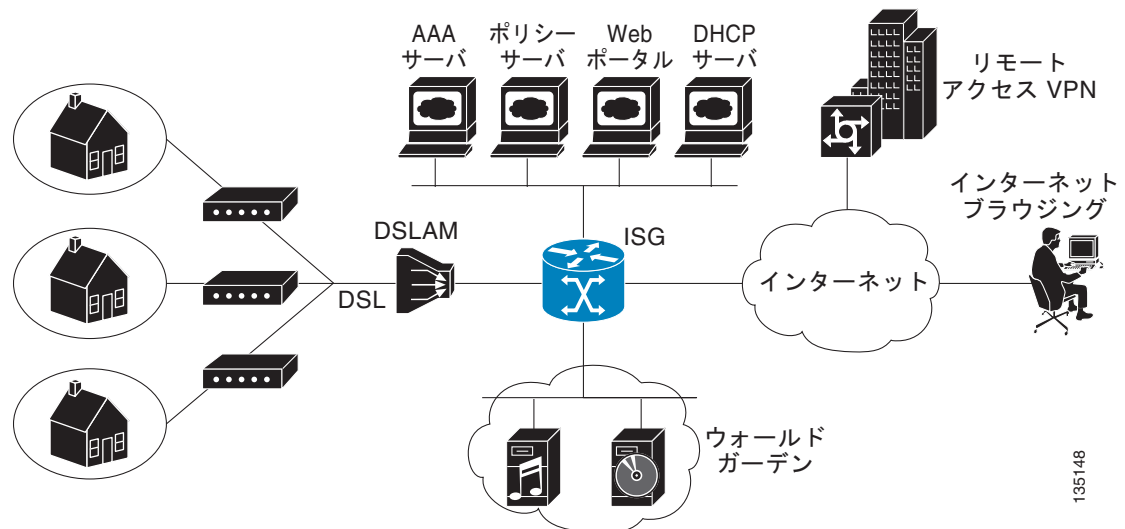 AAA
サーバ
ポリシー
サーバ
Web
ポータル
DHCP
サーバ
リモート
アクセス VPN
インターネット
ブラウジング
DSLAM
ISG
DSL
インターネット
ウォールド
ガーデン
135148